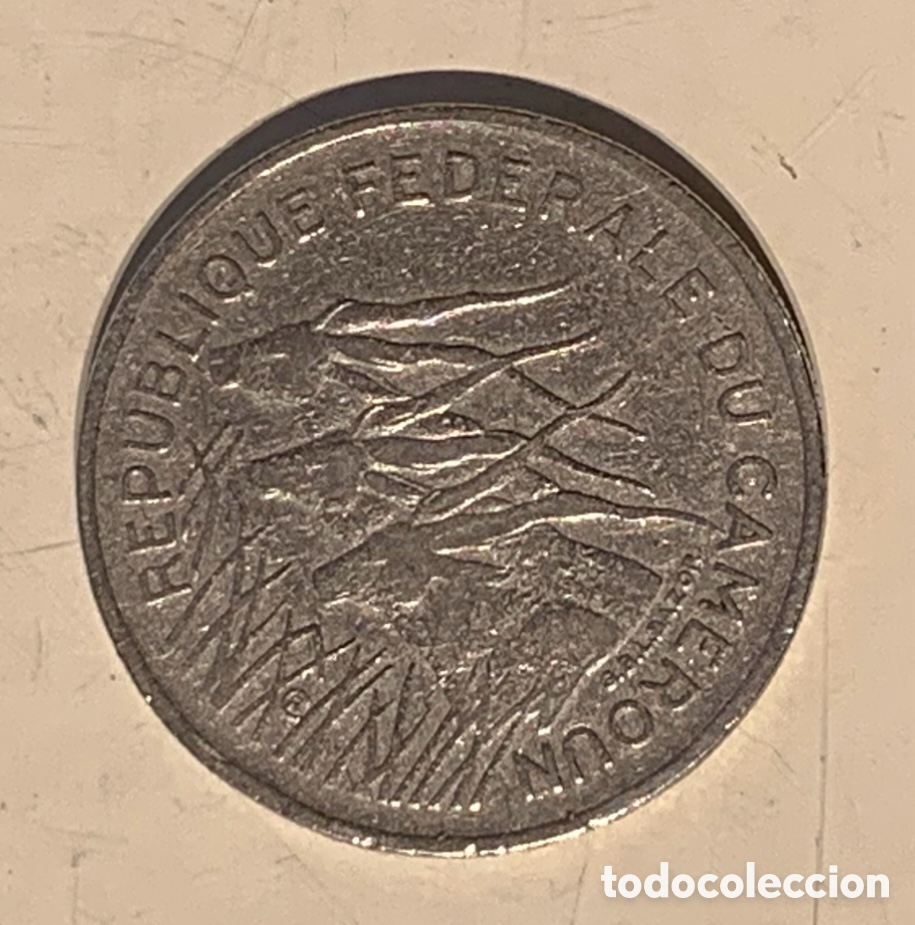 REPUBLIQUE FEDERALE DU CAMEROUN
todocoleccion